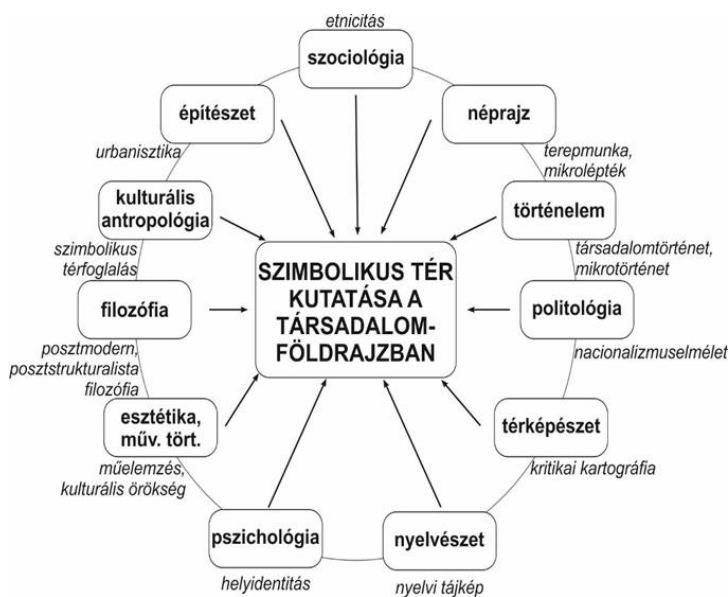 etnicitás
szociológia
építészet
néprajz
urbanisztika
terepmunka,
mikrolépték
kulturális
antropológia
történelem
szimbolikus
térfoglalás
társadalomtörténet,
mikrotörténet
SZIMBOLIKUS TÉR
KUTATÁSA A
TÁRSADALOM-
FÖLDRAJZBAN
filozófia
politológia
posztmodern,
posztstrukturalista
filozófia
nacionalizmuselmélet
esztétika,
műv. tört.
térképészet
műelemzés,
kulturális örökség
kritikai kartográfia
pszichológia
nyelvészet
helyidentitás
nyelvi tájkép